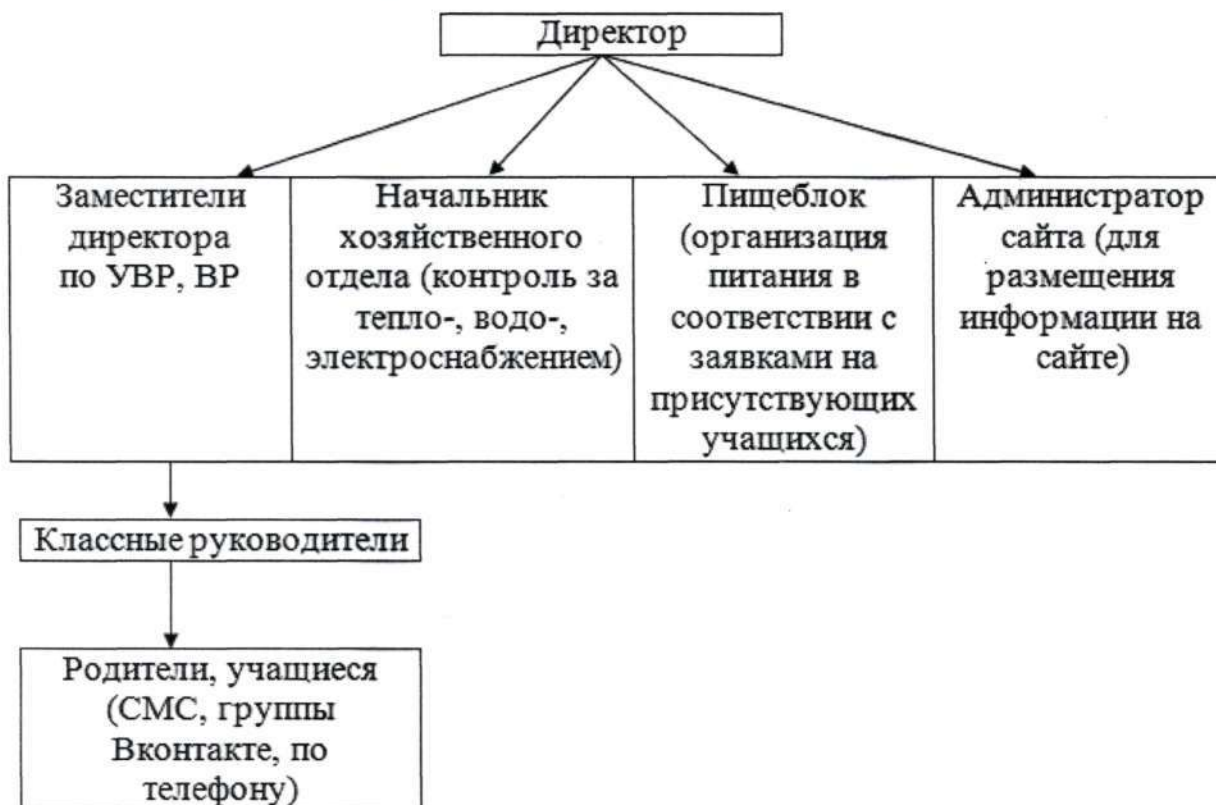 Директор
Заместители
директора
по УВР, ВР
Начальник
хозяйственного
отдела (контроль за
тепло-, водо-,
электроснабжением)
Пищеблок
(организация
питания в
соответствии с
заявками на
присутствующих
учащихся)
Администратор
сайта (для
размещения
информации на
сайте)
Классные руководители
Родители, учащиеся
(СМС, группы
Вконтакте, по
телефону)